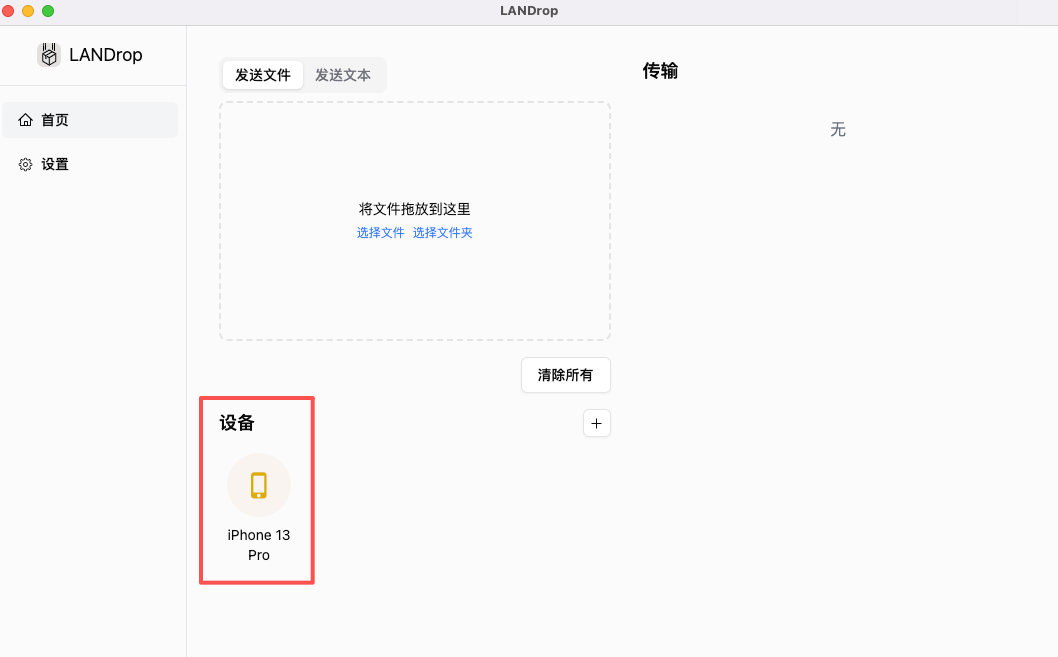 LANDrop
LANDrop
首页
设置
发送文件 发送文本
将文件拖放到这里
选择文件 选择文件夹
清除所有
设备
iPhone 13
Pro
传输
无